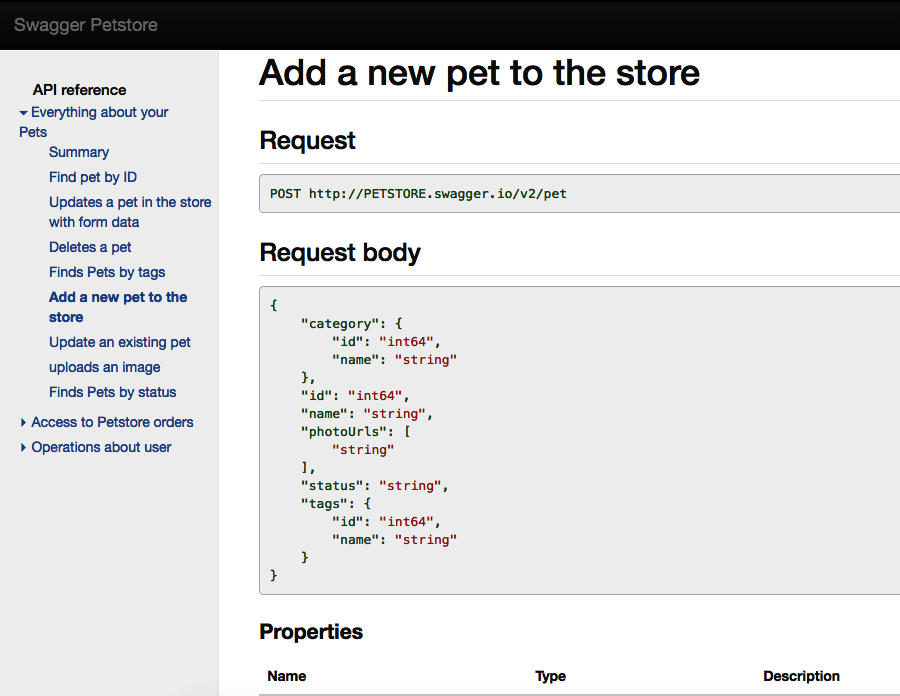 Swagger Petstore
API reference
Everything about your
Pets
Summary
Find pet by ID
Updates a pet in the store
with form data
Deletes a pet
Finds Pets by tags
Add a new pet to the
store
Update an existing pet
uploads an image
Finds Pets by status
Access to Petstore orders
Operations about user
Add a new pet to the store
Request
POST http://PETSTORE.swagger.io/v2/pet
Request body
{
    "category": {
        "id": "int64",
        "name": "string"
    },
    "id": "int64",
    "name": "string",
    "photoUrls": [
        "string"
    ],
    "status": "string",
    "tags": {
        "id": "int64",
        "name": "string"
    }
}
Properties
Name Type Description